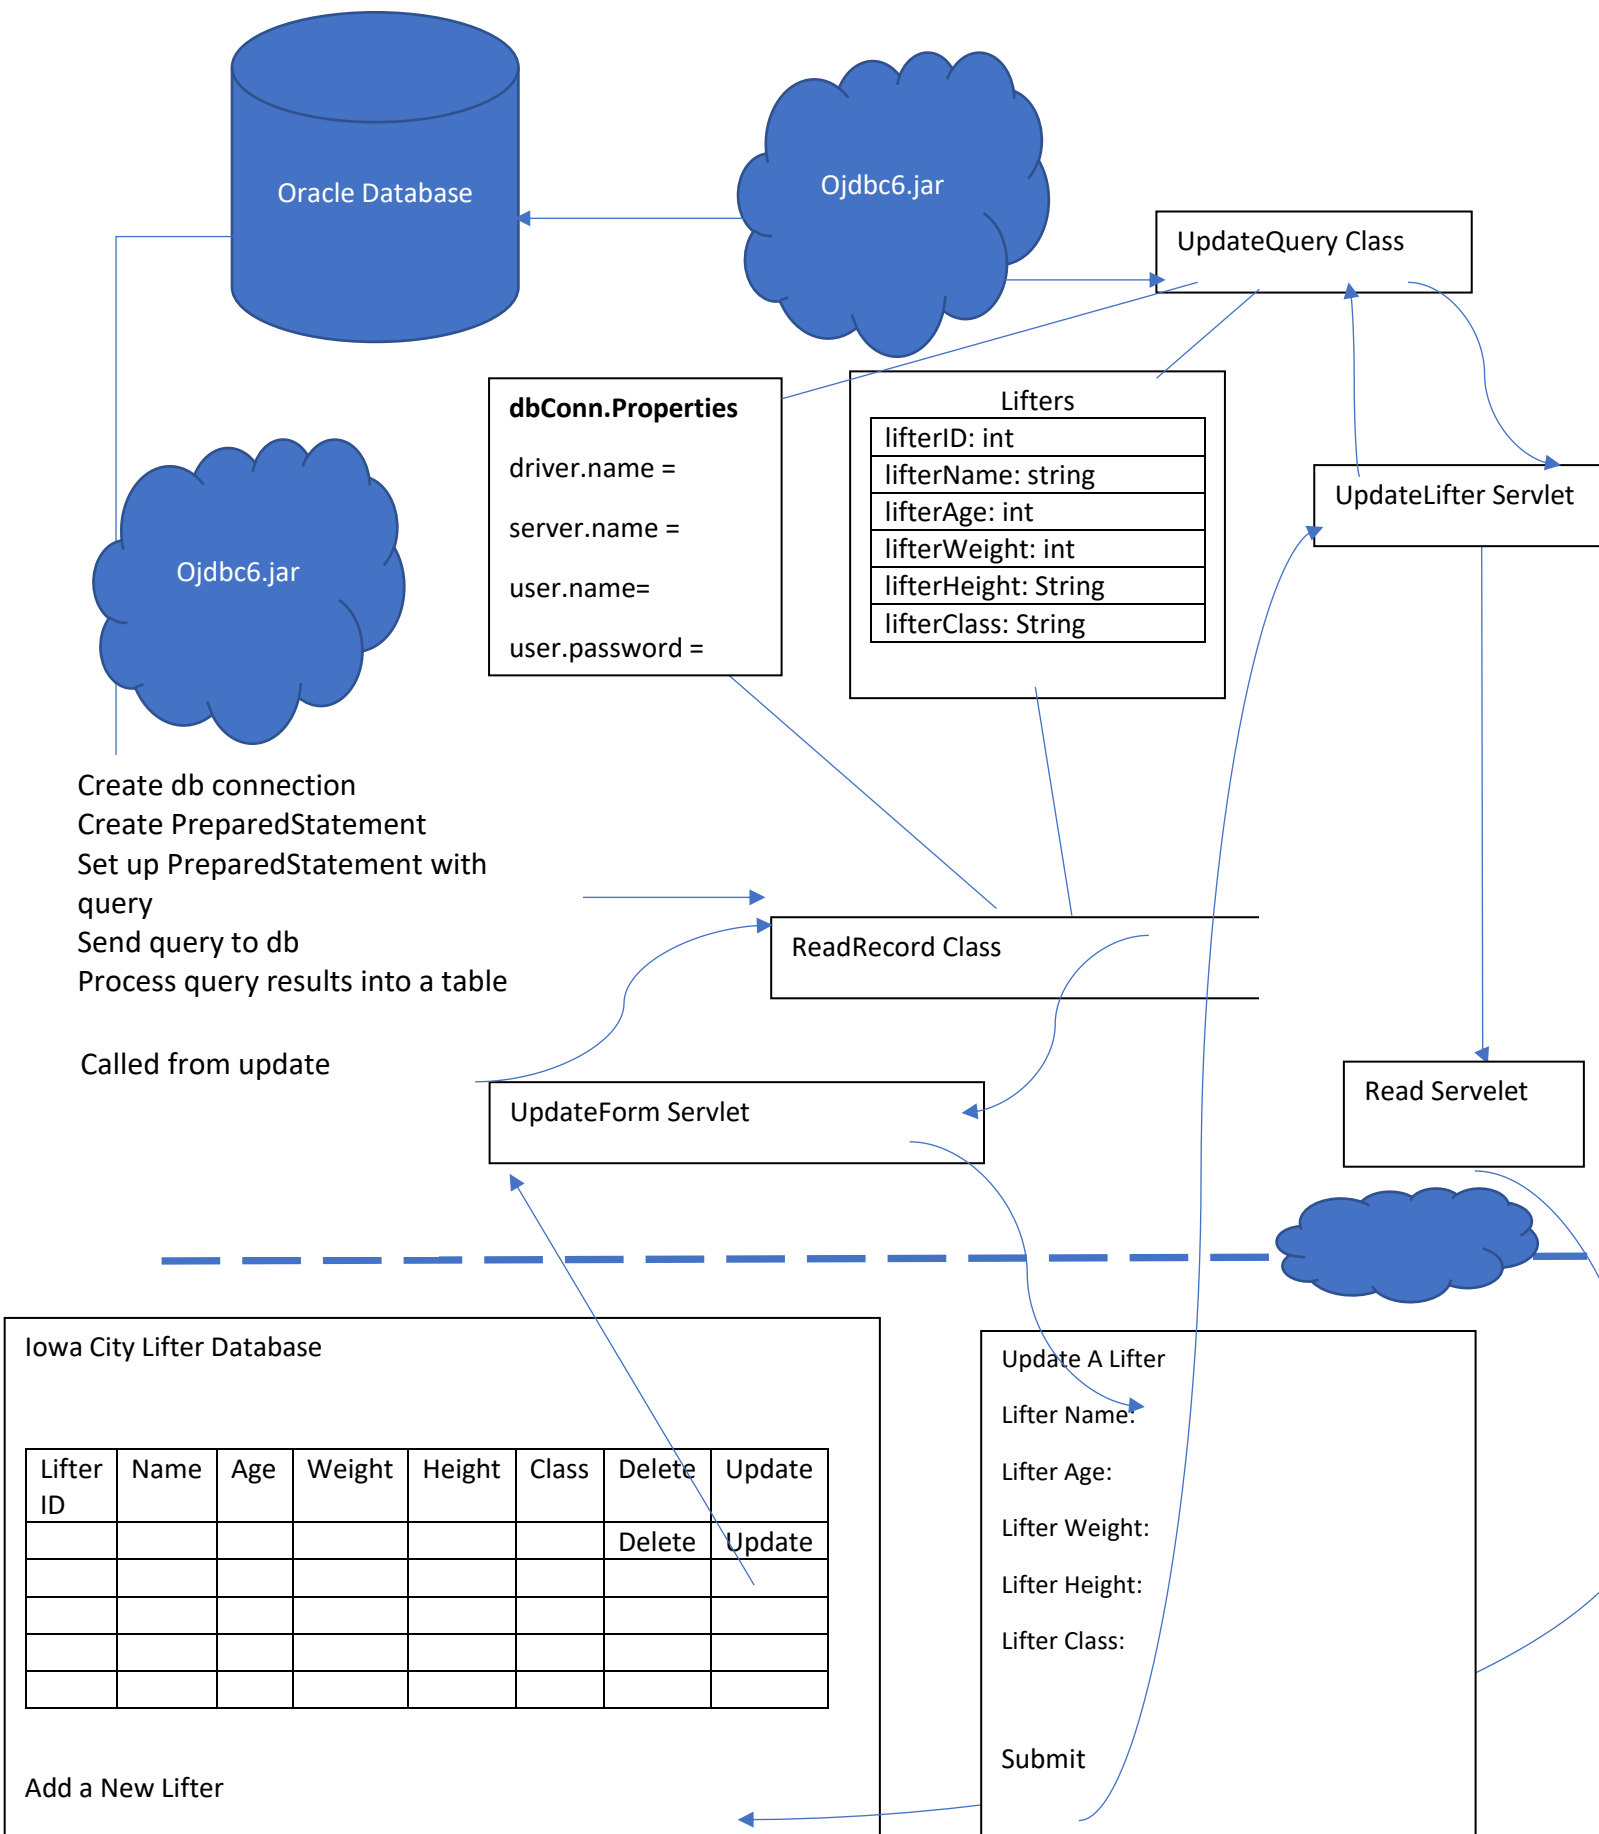 Oracle Database
Ojdbc6.jar
UpdateQuery Class
dbConn.Properties
driver.name =
server.name =
user.name=
user.password =
Lifters
lifterID: int
lifterName: string
lifterAge: int
lifterWeight: int
lifterHeight: String
lifterClass: String
UpdateLifter Servlet
Ojdbc6.jar
Create db connection
Create PreparedStatement
Set up PreparedStatement with
query
Send query to db
Process query results into a table
ReadRecord Class
Called from update
UpdateForm Servlet
Read Servelet
Iowa City Lifter Database
Lifter ID Name Age Weight Height Class Delete Update
Delete Update
Add a New Lifter
Update A Lifter
Lifter Name:
Lifter Age:
Lifter Weight:
Lifter Height:
Lifter Class:
Submit